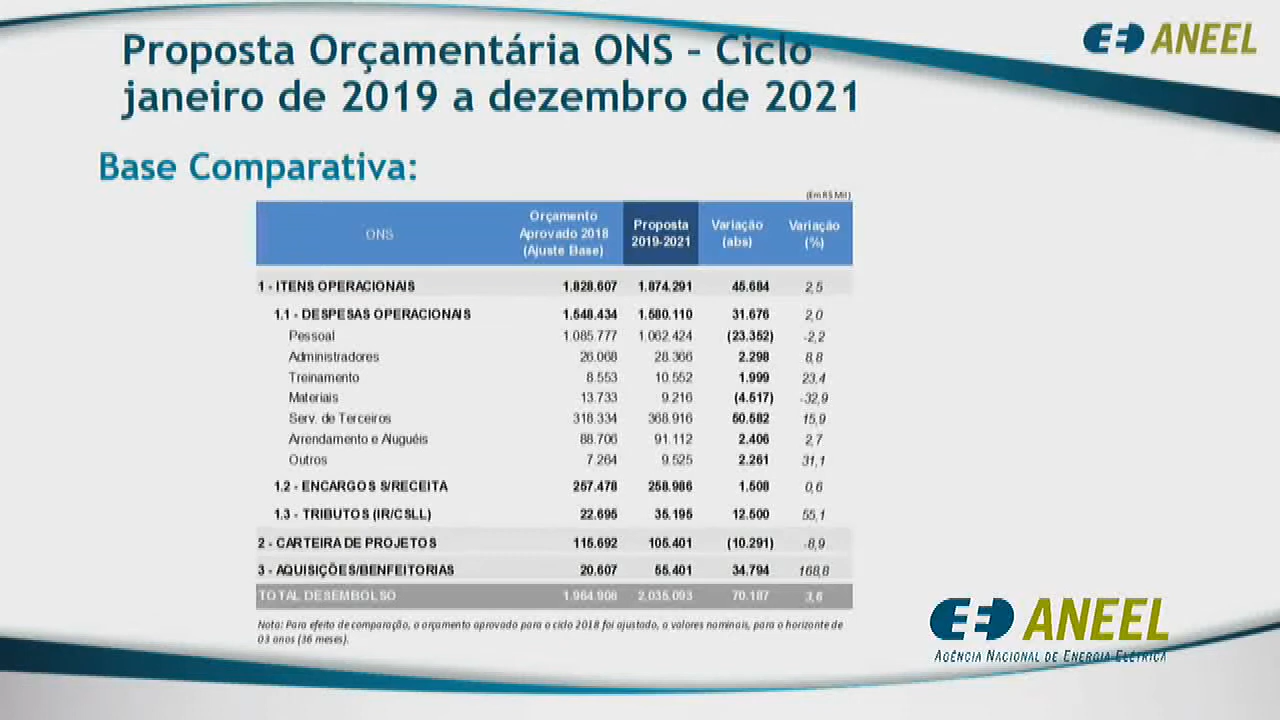 Proposta Orçamentária ONS – Ciclo
janeiro de 2019 a dezembro de 2021
ANEEL
Base Comparativa:
(Em R$ Mil)
ONS Orçamento Aprovado 2018 (Ajuste Base) Proposta 2019-2021 Variação (abs) Variação (%)
1 - ITENS OPERACIONAIS 1.828.607 1.874.291 45.684 2,5
1.1 - DESPESAS OPERACIONAIS 1.548.434 1.580.110 31.676 2,0
Pessoal 1.085.777 1.062.424 (23.352) -2,2
Administradores 26.068 28.366 2.298 8,8
Treinamento 8.553 10.552 1.999 23,4
Materiais 13.733 9.216 (4.517) -32,9
Serv. de Terceiros 318.334 368.916 50.582 15,9
Arrendamento e Aluguéis 88.706 91.112 2.406 2,7
Outros 7.264 9.525 2.261 31,1
1.2 - ENCARGOS S/RECEITA 257.478 258.986 1.508 0,6
1.3 - TRIBUTOS (IR/CSLL) 22.695 35.195 12.500 55,1
2 - CARTEIRA DE PROJETOS 115.692 105.401 (10.291) -8,9
3 - AQUISIÇÕES/BENFEITORIAS 20.607 55.401 34.794 168,8
TOTAL DESEMBOLSO 1.964.906 2.035.093 70.187 3,6
Nota: Para efeito de comparação, o orçamento aprovado para o ciclo 2018 foi ajustado, a valores nominais, para o horizonte de
03 anos (36 meses).
ANEEL
AGÊNCIA NACIONAL DE ENERGIA ELÉTRICA